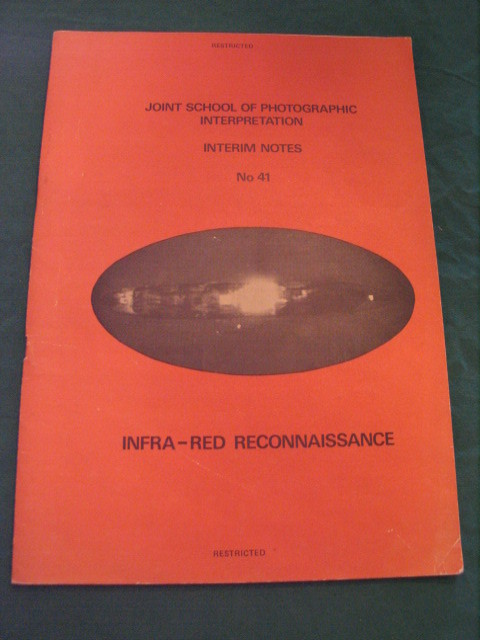 RESTRICTED
JOINT SCHOOL OF PHOTOGRAPHIC
INTERPRETATION
INTERIM NOTES
No 41
INFRA-RED RECONNAISSANCE
RESTRICTED